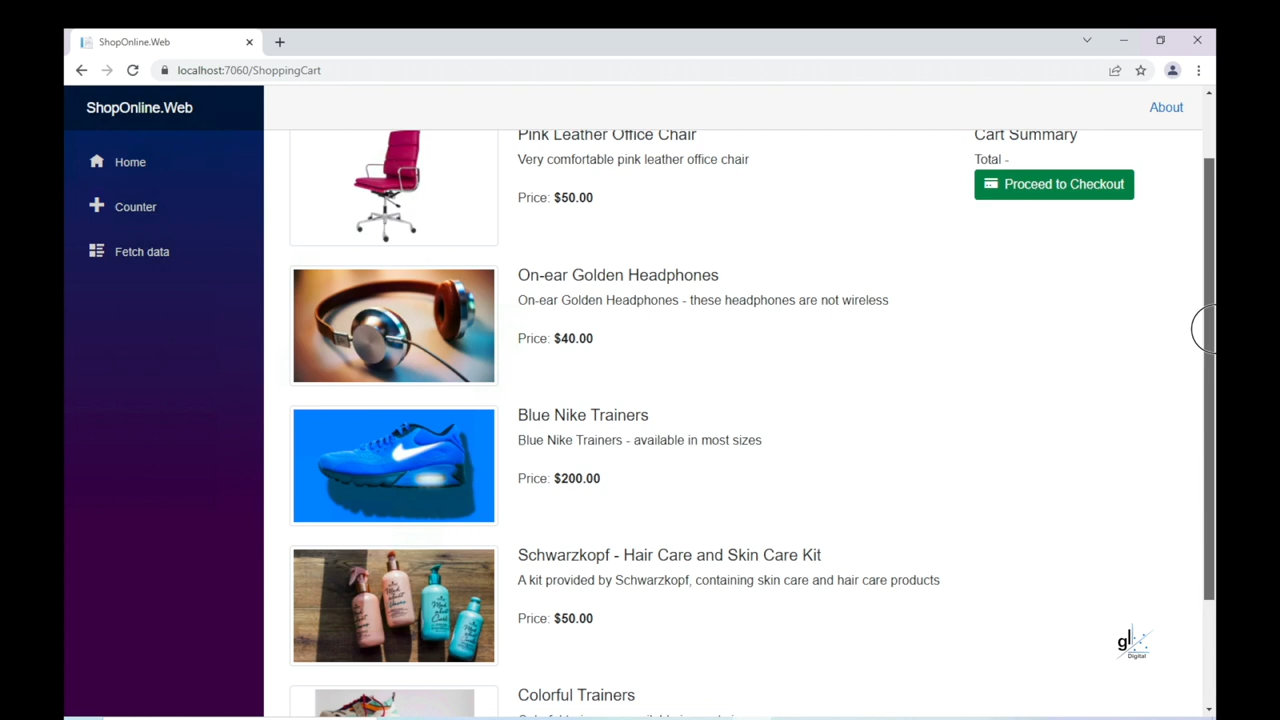 ShopOnline.Web
localhost:7060/ShoppingCart
ShopOnline.Web
About
Home
Counter
Fetch data
Pink Leather Office Chair
Very comfortable pink leather office chair
Price: $50.00
Cart Summary
Total -
Proceed to Checkout
On-ear Golden Headphones
On-ear Golden Headphones - these headphones are not wireless
Price: $40.00
Blue Nike Trainers
Blue Nike Trainers - available in most sizes
Price: $200.00
Schwarzkopf - Hair Care and Skin Care Kit
A kit provided by Schwarzkopf, containing skin care and hair care products
Price: $50.00
Colorful Trainers
gl
Digital